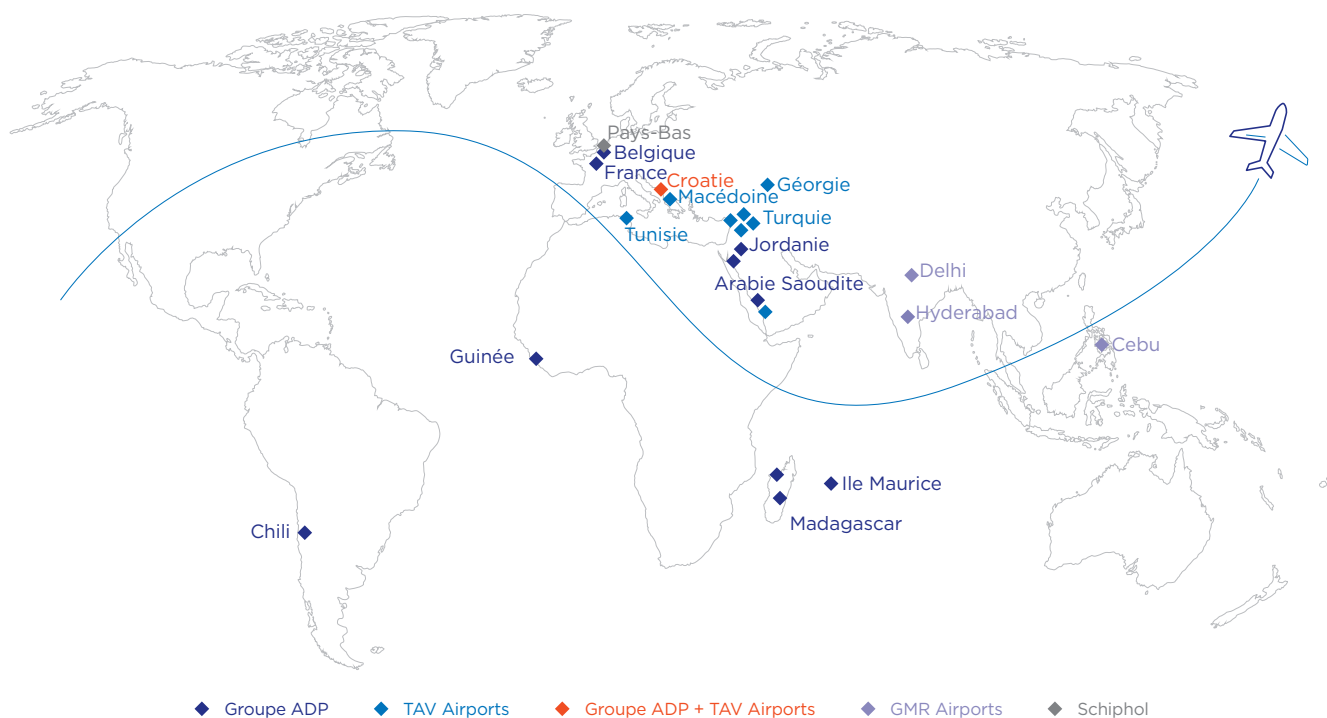 Pays-Bas
Belgique
France
Croatie
Géorgie
Macédoine
Turquie
Tunisie
Jordanie
Delhi
Arabie Saoudite
Hyderabad
Cebu
Guinée
Ile Maurice
Madagascar
Chili
Groupe ADP
TAV Airports
Groupe ADP + TAV Airports
GMR Airports
Schiphol